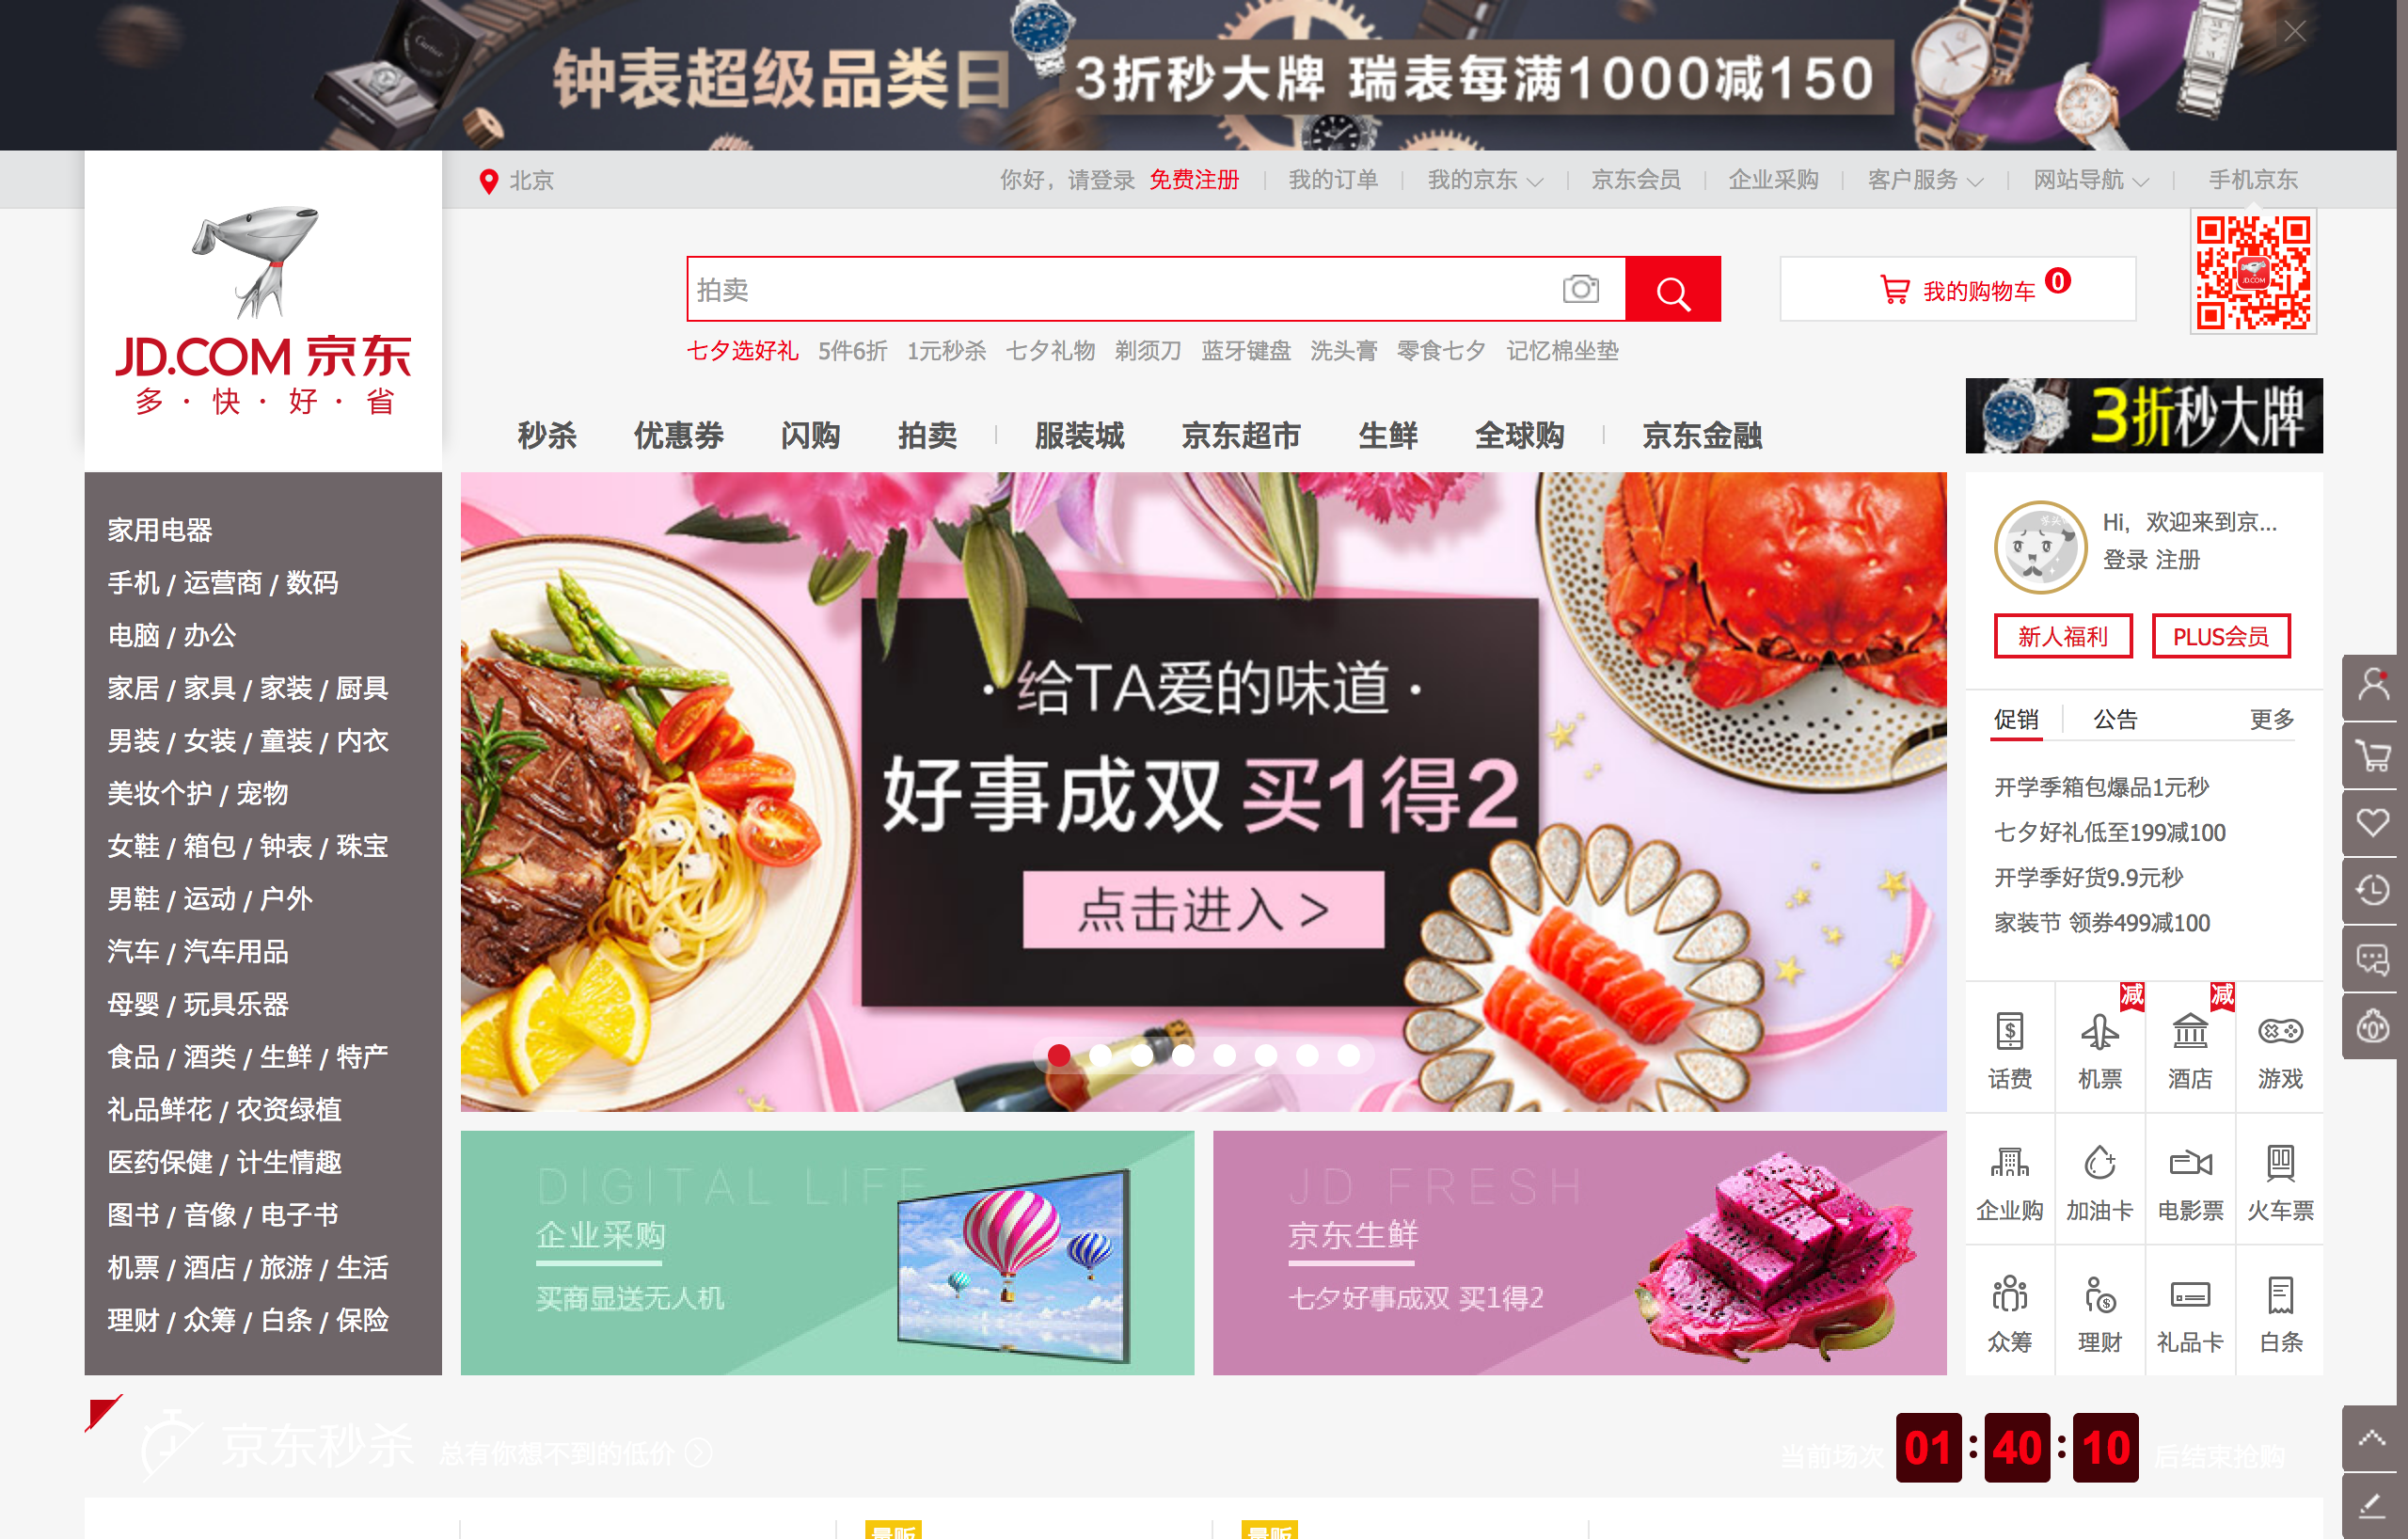 钟表超级品类日 3折秒大牌 瑞表每满1000减150
北京
你好，请登录 免费注册 我的订单 我的京东 京东会员 企业采购 客户服务 网站导航 手机京东
JD.COM 京东
多·快·好·省
拍卖
我的购物车 0
七夕选好礼 5件6折 1元秒杀 七夕礼物 剃须刀 蓝牙键盘 洗头膏 零食七夕 记忆棉坐垫
秒杀 优惠券 闪购 拍卖 服装城 京东超市 生鲜 全球购 京东金融
3折秒大牌
家用电器
手机 / 运营商 / 数码
电脑 / 办公
家居 / 家具 / 家装 / 厨具
男装 / 女装 / 童装 / 内衣
美妆个护 / 宠物
女鞋 / 箱包 / 钟表 / 珠宝
男鞋 / 运动 / 户外
汽车 / 汽车用品
母婴 / 玩具乐器
食品 / 酒类 / 生鲜 / 特产
礼品鲜花 / 农资绿植
医药保健 / 计生情趣
图书 / 音像 / 电子书
机票 / 酒店 / 旅游 / 生活
理财 / 众筹 / 白条 / 保险
·给TA爱的味道·
好事成双 买1得2
点击进入 >
DIGITAL LIFE
企业采购
买商显送无人机
JD FRESH
京东生鲜
七夕好事成双 买1得2
Hi，欢迎来到京...
登录 注册
新人福利 PLUS会员
促销 公告 更多
开学季箱包爆品1元秒
七夕好礼低至199减100
开学季好货9.9元秒
家装节 领券499减100
减 减
话费 机票 酒店 游戏
企业购 加油卡 电影票 火车票
众筹 理财 礼品卡 白条
京东秒杀 总有你想不到的低价
当前场次 01:40:10 后结束抢购